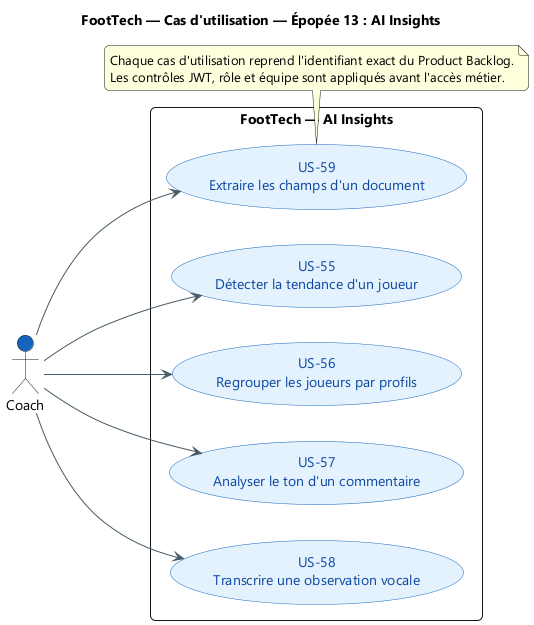 FootTech — Cas d'utilisation — Épopée 13 : AI Insights
Chaque cas d'utilisation reprend l'identifiant exact du Product Backlog.
Les contrôles JWT, rôle et équipe sont appliqués avant l'accès métier.
FootTech — AI Insights
US-59
Extraire les champs d'un document
US-55
Détecter la tendance d'un joueur
US-56
Regrouper les joueurs par profils
Coach
US-57
Analyser le ton d'un commentaire
US-58
Transcrire une observation vocale